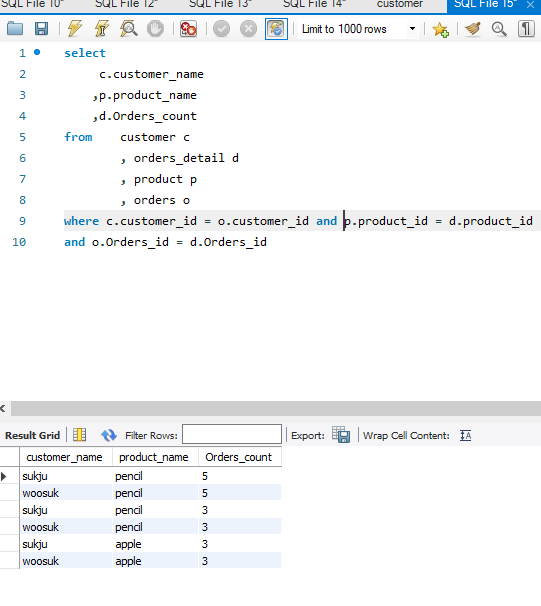 SQL File 10* SQL File 12* SQL File 13* SQL File 14* customer SQL File 15*
Limit to 1000 rows
1 select
2 c.customer_name
3 ,p.product_name
4 ,d.Orders_count
5 from customer c
6 , orders_detail d
7 , product p
8 , orders o
9 where c.customer_id = o.customer_id and p.product_id = d.product_id
10 and o.Orders_id = d.Orders_id
Result Grid Filter Rows: Export: Wrap Cell Content:
customer_name product_name Orders_count
sukju pencil 5
woosuk pencil 5
sukju pencil 3
woosuk pencil 3
sukju apple 3
woosuk apple 3